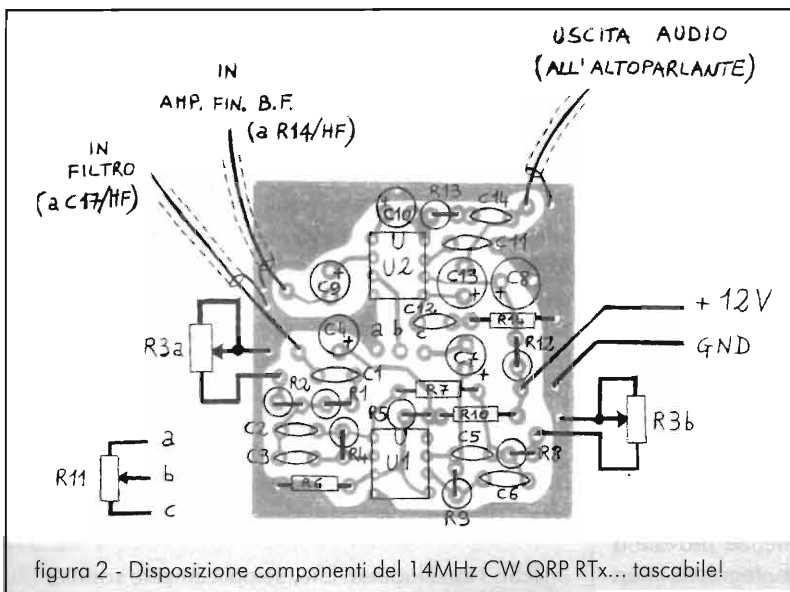 USCITA AUDIO
(ALL'ALTOPARLANTE)
IN
AMP. FIN. B.F.
(a R14/HF)
IN
FILTRO
(a C17/HF)
R13
C10
C14
U2
C11
C9
C13
C8
+12V
GND
R3a
C4
a b c
C12
R14
R12
C1
C7
R2
R1
R7
R5
R10
R3b
C2
C3
R4
U1
C5
R8
R11
a
b
c
R6
R9
C6
figura 2 - Disposizione componenti del 14MHz CW QRP RTx... tascabile!